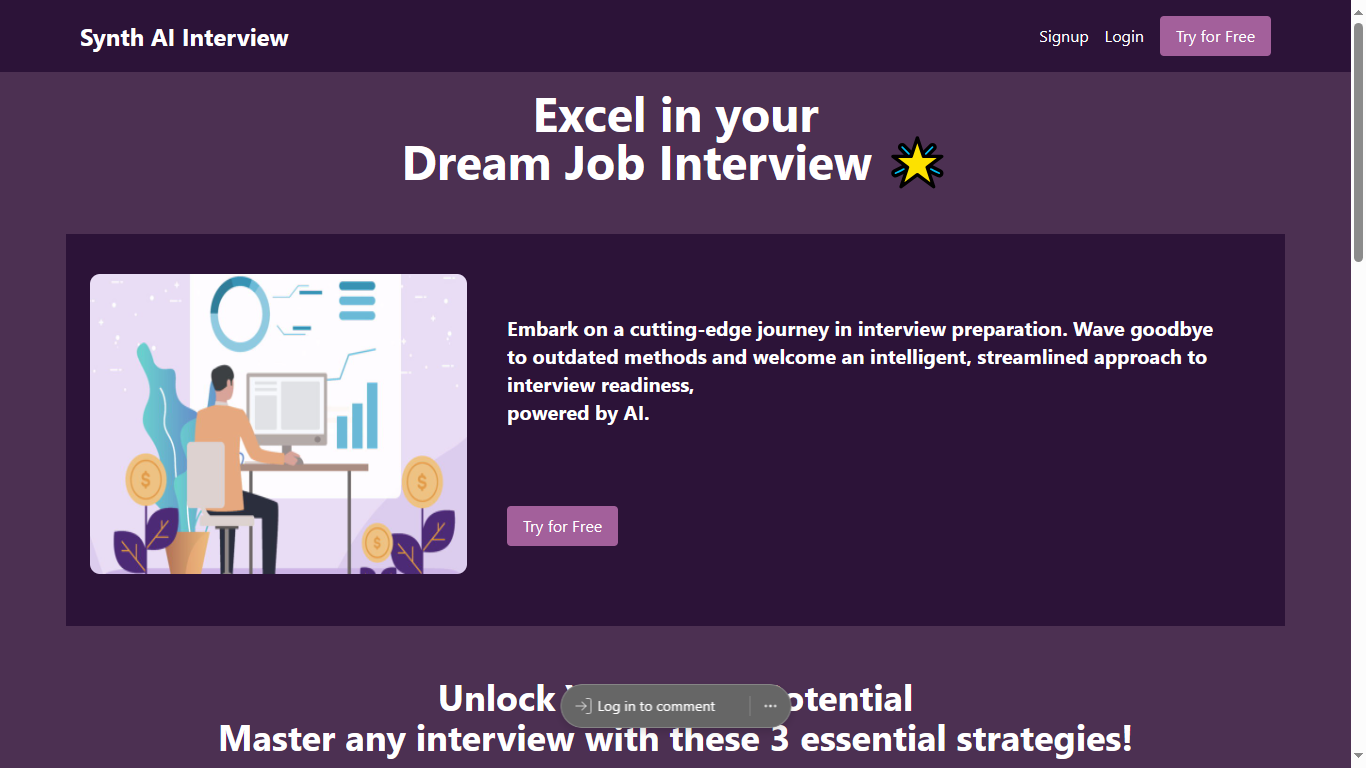 Synth AI Interview
Signup Login Try for Free
Excel in your
Dream Job Interview
Embark on a cutting-edge journey in interview preparation. Wave goodbye
to outdated methods and welcome an intelligent, streamlined approach to
interview readiness,
powered by AI.
Try for Free
Unlock otential
Log in to comment
Master any interview with these 3 essential strategies!